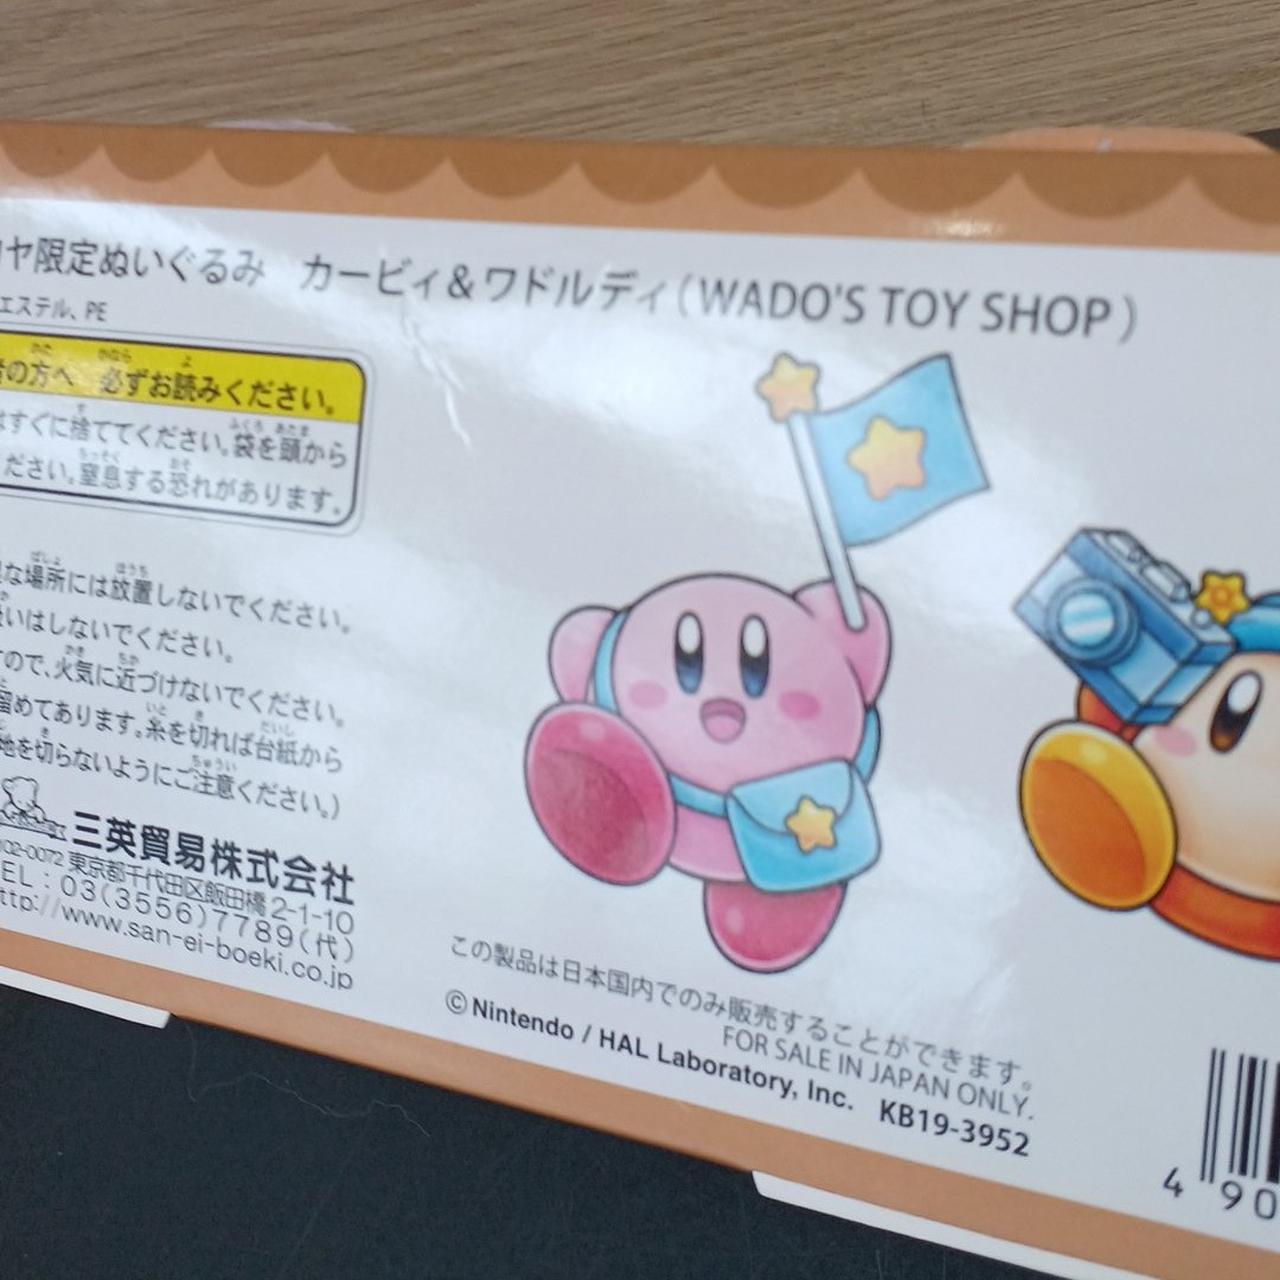 ヤ限定ぬいぐるみ カービィ&ワドルディ(WADO'S TOY SHOP)
エステル、PE
の方へ 必ずお読みください。
はすぐに捨ててください。袋を頭から
ださい。窒息する恐れがあります。
な場所には放置しないでください。
いはしないでください。
ので、火気に近づけないでください。
留めてあります。糸を切れば台紙から
地を切らないようにご注意ください。)
三英貿易株式会社
02-0072 東京都千代田区飯田橋2-1-10
EL:03(3556)7789(代)
ttp://www.san-ei-boeki.co.jp
この製品は日本国内でのみ販売することができます。
FOR SALE IN JAPAN ONLY.
©Nintendo / HAL Laboratory, Inc. KB19-3952
4 90